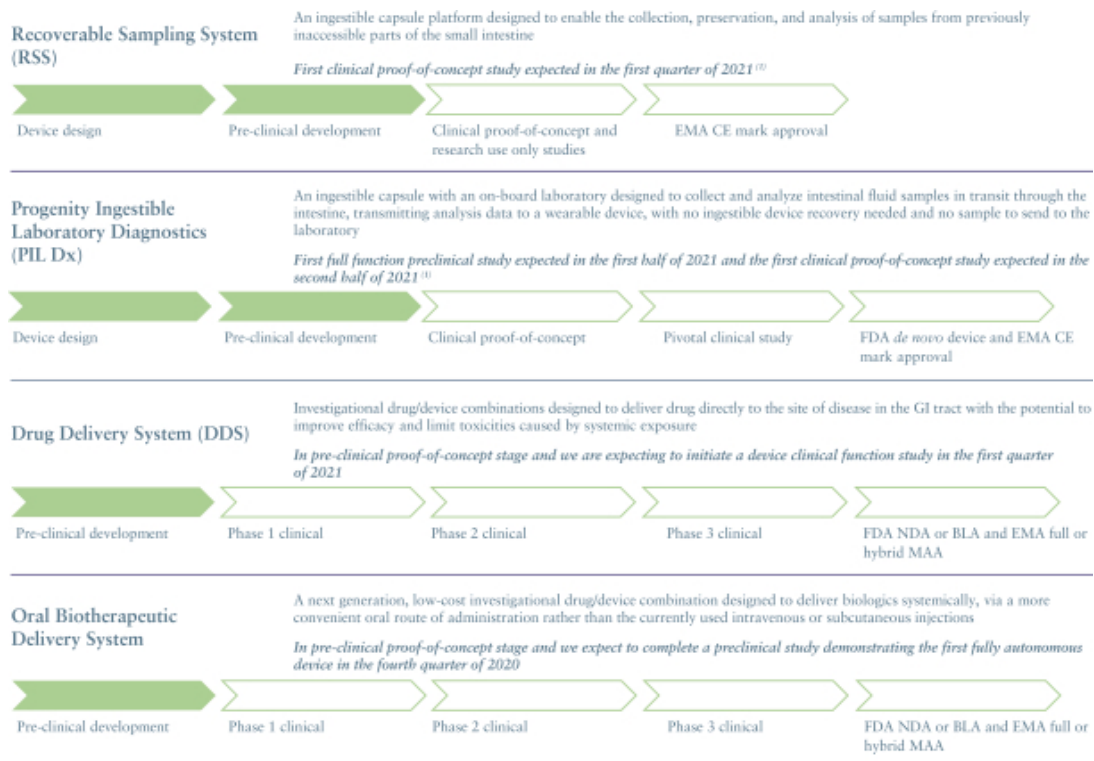 Recoverable Sampling System
(RSS)
An ingestible capsule platform designed to enable the collection, preservation, and analysis of samples from previously
inaccessible parts of the small intestine
First clinical proof-of-concept study expected in the first quarter of 2021 (1)
Device design
Pre-clinical development
Clinical proof-of-concept and
research use only studies
EMA CE mark approval
Progenity Ingestible
Laboratory Diagnostics
(PIL Dx)
An ingestible capsule with an on-board laboratory designed to collect and analyze intestinal fluid samples in transit through the
intestine, transmitting analysis data to a wearable device, with no ingestible device recovery needed and no sample to send to the
laboratory
First full function preclinical study expected in the first half of 2021 and the first clinical proof-of-concept study expected in the
second half of 2021 (1)
Device design
Pre-clinical development
Clinical proof-of-concept
Pivotal clinical study
FDA de novo device and EMA CE
mark approval
Drug Delivery System (DDS)
Investigational drug/device combinations designed to deliver drug directly to the site of disease in the GI tract with the potential to
improve efficacy and limit toxicities caused by systemic exposure
In pre-clinical proof-of-concept stage and we are expecting to initiate a device clinical function study in the first quarter
of 2021
Pre-clinical development
Phase 1 clinical
Phase 2 clinical
Phase 3 clinical
FDA NDA or BLA and EMA full or
hybrid MAA
Oral Biotherapeutic
Delivery System
A next generation, low-cost investigational drug/device combination designed to deliver biologics systemically, via a more
convenient oral route of administration rather than the currently used intravenous or subcutaneous injections
In pre-clinical proof-of-concept stage and we expect to complete a preclinical study demonstrating the first fully autonomous
device in the fourth quarter of 2020
Pre-clinical development
Phase 1 clinical
Phase 2 clinical
Phase 3 clinical
FDA NDA or BLA and EMA full or
hybrid MAA